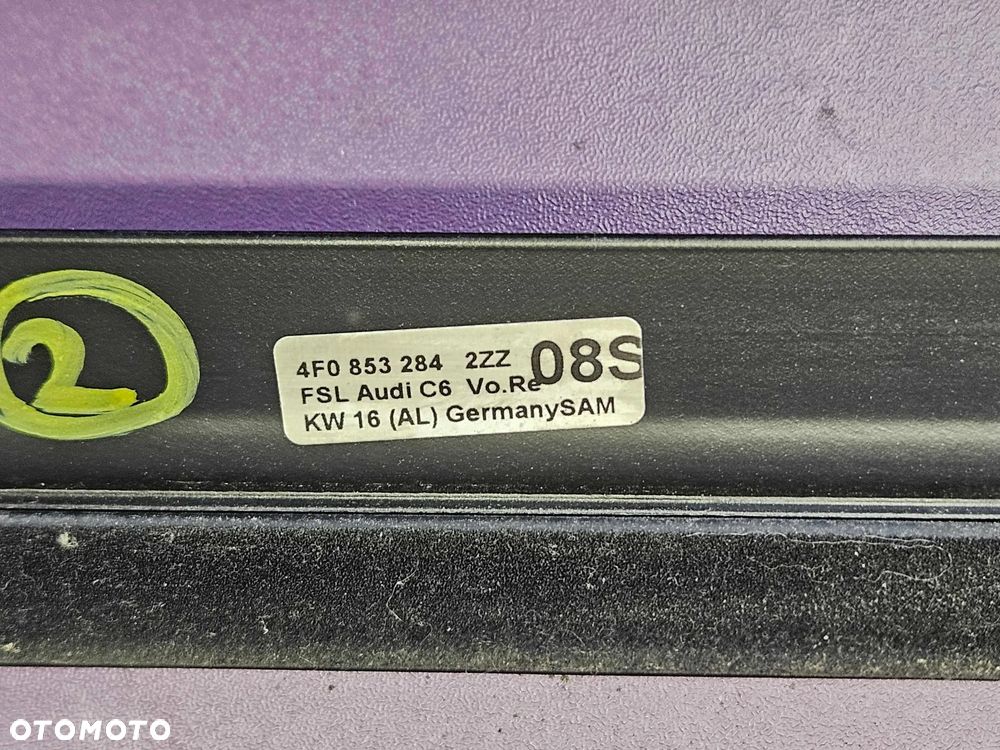 2
4F0 853 284 2ZZ 08S
FSL Audi C6 Vo.Re
KW 16 (AL) GermanySAM
OTOMOTO